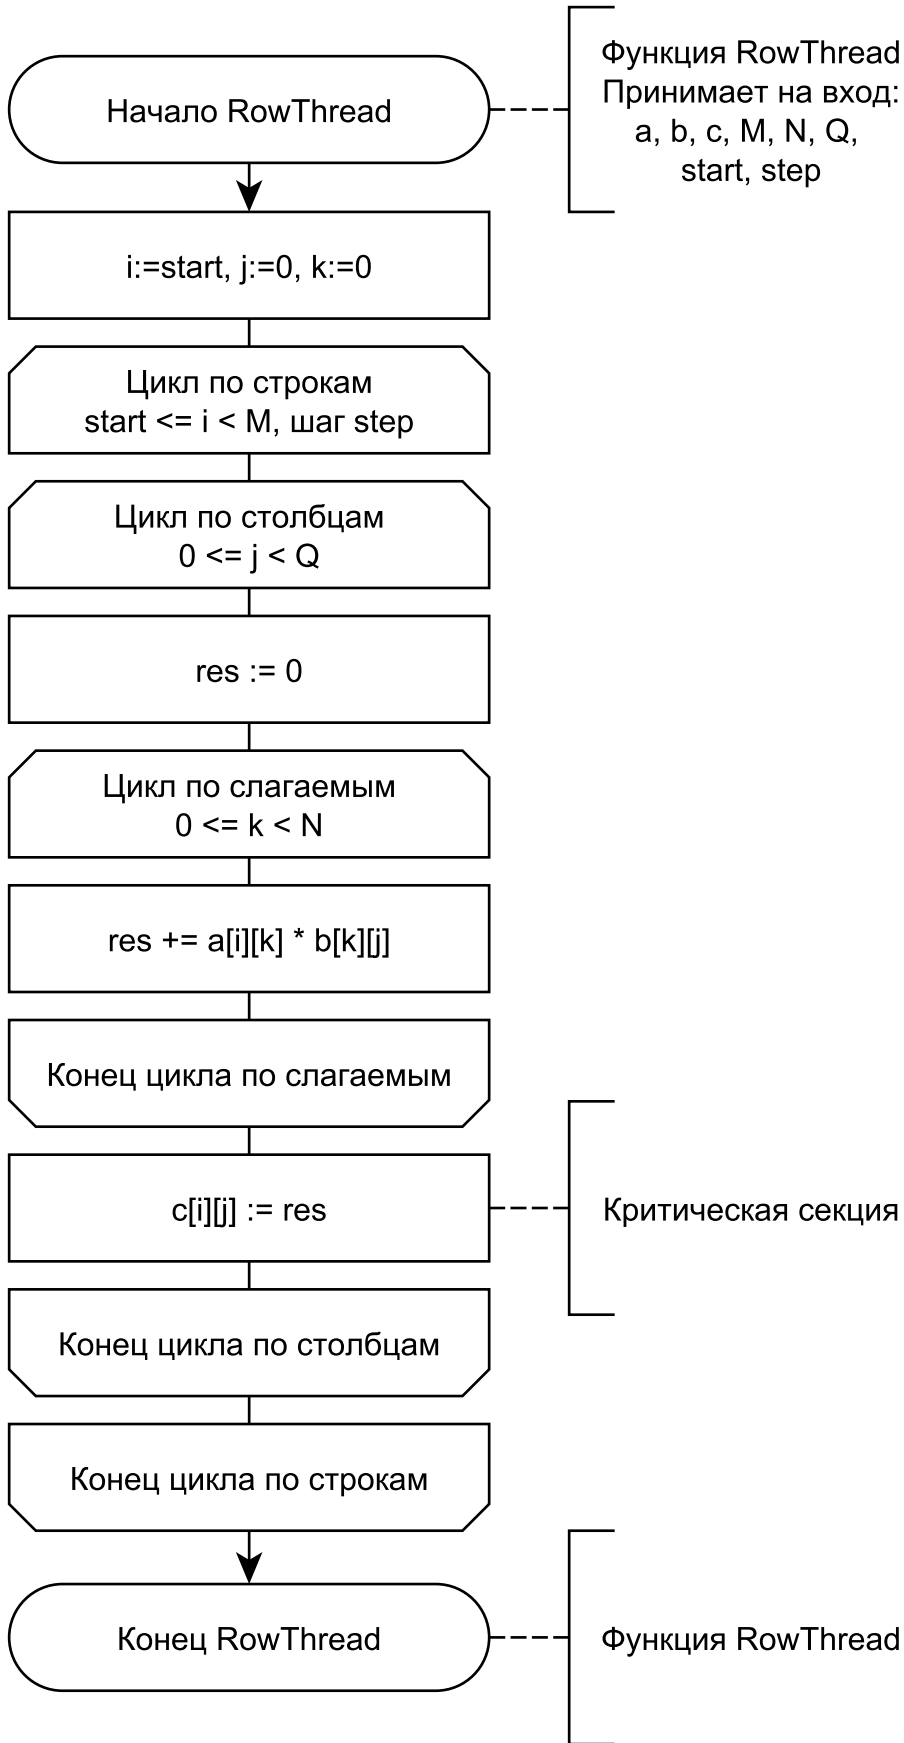 Начало RowThread
Функция RowThread
Принимает на вход:
a, b, c, M, N, Q,
start, step
i:=start, j:=0, k:=0
Цикл по строкам
start <= i < M, шаг step
Цикл по столбцам
0 <= j < Q
res := 0
Цикл по слагаемым
0 <= k < N
res += a[i][k] * b[k][j]
Конец цикла по слагаемым
c[i][j] := res
Критическая секция
Конец цикла по столбцам
Конец цикла по строкам
Конец RowThread
Функция RowThread